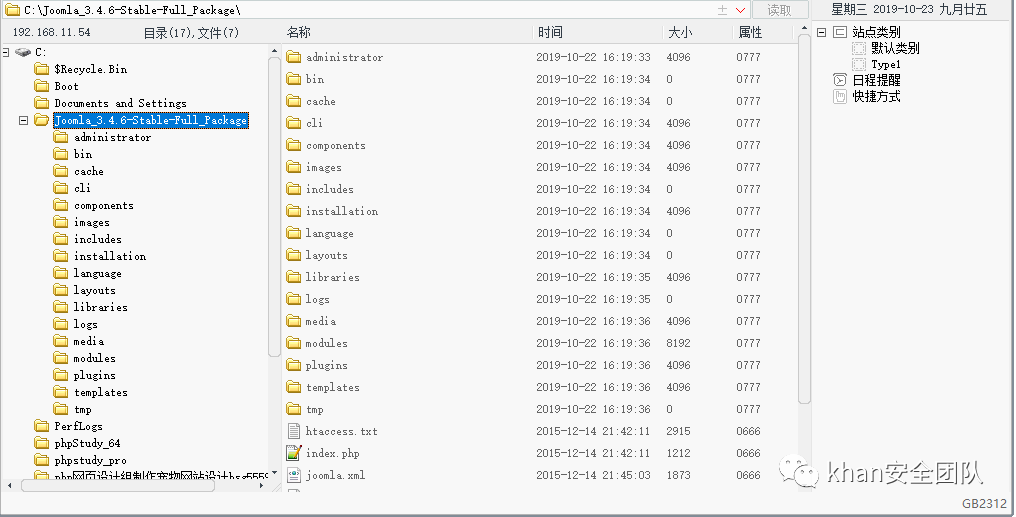 C:\Joomla_3.4.6-Stable-Full_Package\
读取
星期三 2019-10-23 九月廿五
192.168.11.54 目录(17),文件(7)
名称 时间 大小 属性
C:
$Recycle.Bin
Boot
Documents and Settings
Joomla_3.4.6-Stable-Full_Package
administrator
bin
cache
cli
components
images
includes
installation
language
layouts
libraries
logs
media
modules
plugins
templates
tmp
PerfLogs
phpStudy_64
phpstudy_pro
administrator 2019-10-22 16:19:33 4096 0777
bin 2019-10-22 16:19:34 0 0777
cache 2019-10-22 16:19:34 0 0777
cli 2019-10-22 16:19:34 4096 0777
components 2019-10-22 16:19:34 4096 0777
images 2019-10-22 16:19:34 4096 0777
includes 2019-10-22 16:19:34 0 0777
installation 2019-10-22 16:19:34 4096 0777
language 2019-10-22 16:19:34 0 0777
layouts 2019-10-22 16:19:34 0 0777
libraries 2019-10-22 16:19:35 4096 0777
logs 2019-10-22 16:19:35 0 0777
media 2019-10-22 16:19:36 4096 0777
modules 2019-10-22 16:19:36 8192 0777
plugins 2019-10-22 16:19:36 4096 0777
templates 2019-10-22 16:19:36 4096 0777
tmp 2019-10-22 16:19:36 0 0777
htaccess.txt 2015-12-14 21:42:11 2915 0666
index.php 2015-12-14 21:42:11 1212 0666
joomla.xml 2015-12-14 21:45:03 1873 0666
站点类别
默认类别
Type1
日程提醒
快捷方式
khan安全团队
GB2312